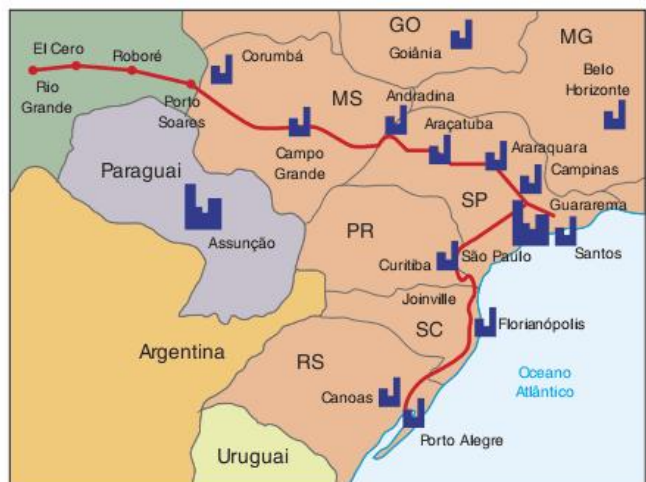 GO
Goiânia
MG
Belo
Horizonte
El Cero
Roboré
Rio
Grande
Porto
Soares
Corumbá
MS
Andradina
Araçatuba
Araraquara
Campo
Grande
Campinas
Guararema
Paraguai
SP
Assunção
PR
São Paulo
Santos
Curitiba
Joinville
SC
Florianópolis
Argentina
RS
Oceano
Atlântico
Canoas
Porto Alegre
Uruguai